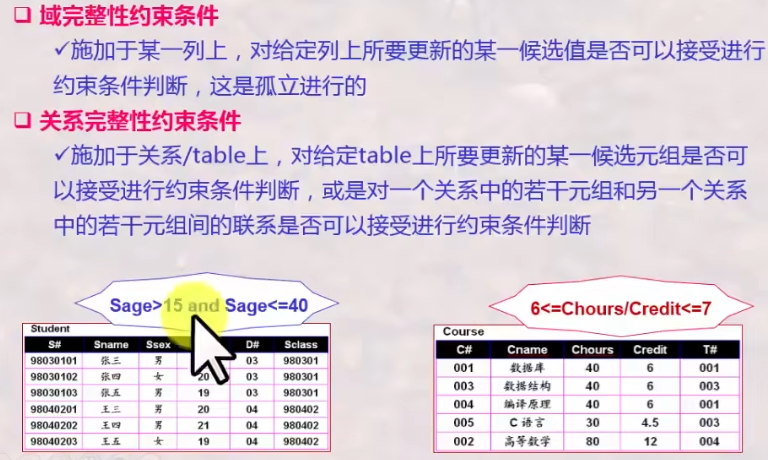 域完整性约束条件
✓施加于某一列上，对给定列上所要更新的某一候选值是否可以接受进行
约束条件判断，这是孤立进行的
关系完整性约束条件
✓施加于关系/table上，对给定table上所要更新的某一候选元组是否可
以接受进行约束条件判断，或是对一个关系中的若干元组和另一个关系
中的若干元组间的联系是否可以接受进行约束条件判断
Sage>15 and Sage<=40
Student
S# Sname Ssex D# Sclass
98030101 张三 男 03 980301
98030102 张四 女 20 03 980301
98030103 张五 男 19 03 980301
98040201 王三 男 20 04 980402
98040202 王四 男 21 04 980402
98040203 王五 女 19 04 980402
6<=Chours/Credit<=7
Course
C# Cname Chours Credit T#
001 数据库 40 6 001
003 数据结构 40 6 003
004 编译原理 40 6 001
005 C 语言 30 4.5 003
002 高等数学 80 12 004